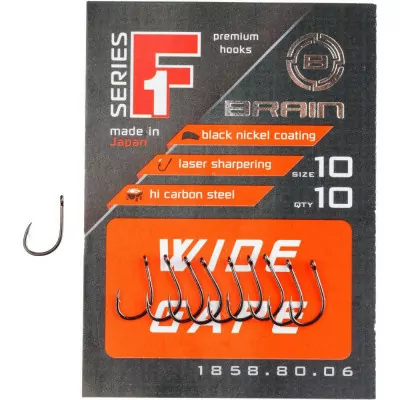 SERIES
F1
premium
hooks
B
BRAIN
made in
Japan
black nickel coating
laser sharpering
hi carbon steel
SIZE 10
QTY 10
WIDE
GAPE
1858.80.06